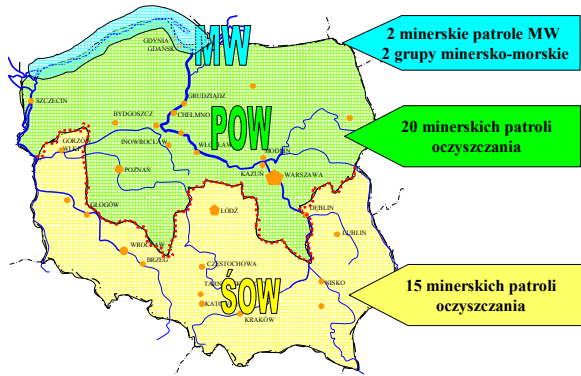 GDYNIA
GDAŃSK
MW
2 minerskie patrole MW
2 grupy minersko-morskie
SZCZECIN
GRUDZIĄDZ
CHEŁMNO
BYDGOSZCZ
POW
20 minerskich patroli
oczyszczania
INOWROCŁAW
GORZÓW
WLKP
MODLIN
KAZUŃ
WARSZAWA
POZNAŃ
GŁOGÓW
ŁÓDŹ
DĘBLIN
LUBLIN
WROCŁAW
BRZEG
CZĘSTOCHOWA
ŚOW
NISKO
15 minerskich patroli
oczyszczania
KRAKÓW